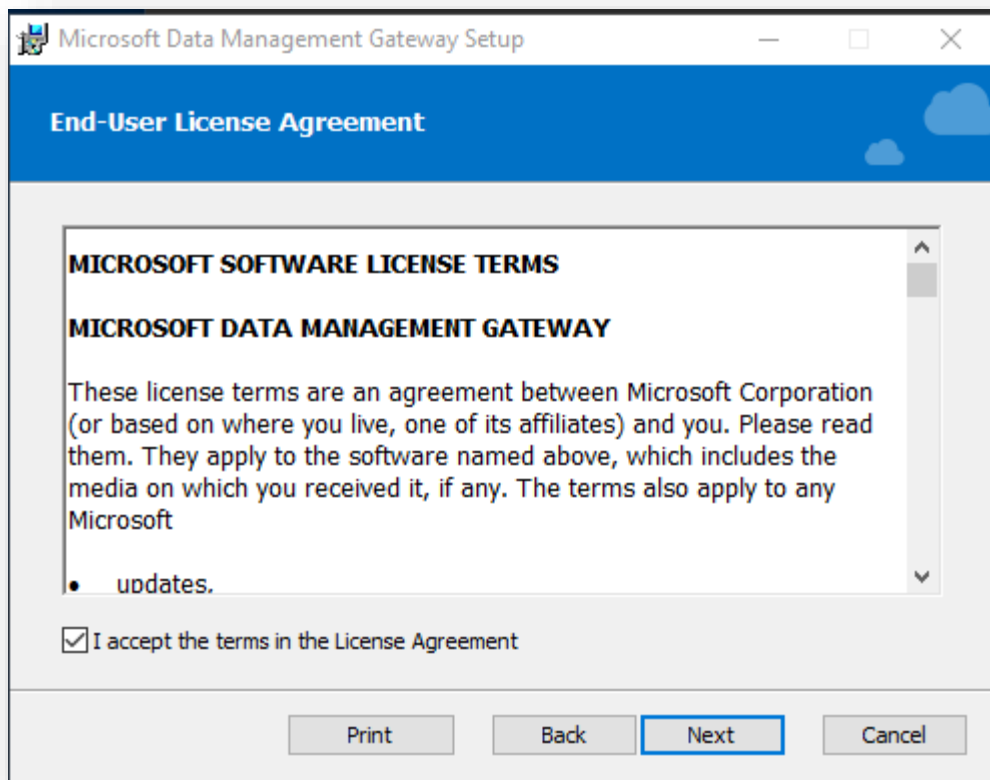 Microsoft Data Management Gateway Setup
End-User License Agreement
MICROSOFT SOFTWARE LICENSE TERMS
MICROSOFT DATA MANAGEMENT GATEWAY
These license terms are an agreement between Microsoft Corporation
(or based on where you live, one of its affiliates) and you. Please read
them. They apply to the software named above, which includes the
media on which you received it, if any. The terms also apply to any
Microsoft
• updates,
I accept the terms in the License Agreement
Print Back Next Cancel